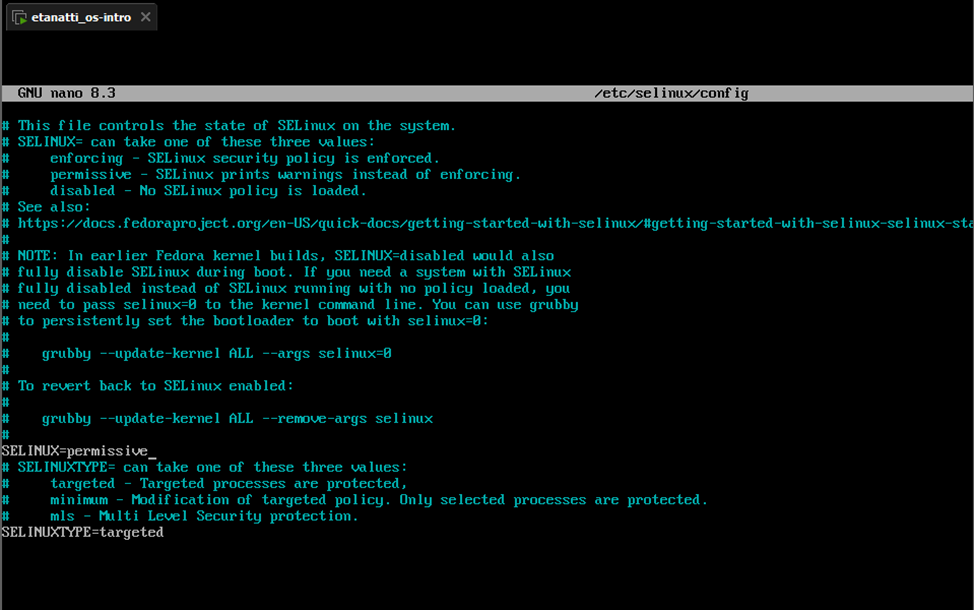 etanatti_os-intro
GNU nano 8.3 /etc/selinux/config
# This file controls the state of SELinux on the system.
# SELINUX= can take one of these three values:
#     enforcing - SELinux security policy is enforced.
#     permissive - SELinux prints warnings instead of enforcing.
#     disabled - No SELinux policy is loaded.
# See also:
# https://docs.fedoraproject.org/en-US/quick-docs/getting-started-with-selinux/#getting-started-with-selinux-selinux-sta
#
# NOTE: In earlier Fedora kernel builds, SELINUX=disabled would also
# fully disable SELinux during boot. If you need a system with SELinux
# fully disabled instead of SELinux running with no policy loaded, you
# need to pass selinux=0 to the kernel command line. You can use grubby
# to persistently set the bootloader to boot with selinux=0:
#
#    grubby --update-kernel ALL --args selinux=0
#
# To revert back to SELinux enabled:
#
#    grubby --update-kernel ALL --remove-args selinux
#
SELINUX=permissive_
# SELINUXTYPE= can take one of these three values:
#     targeted - Targeted processes are protected,
#     minimum - Modification of targeted policy. Only selected processes are protected.
#     mls - Multi Level Security protection.
SELINUXTYPE=targeted